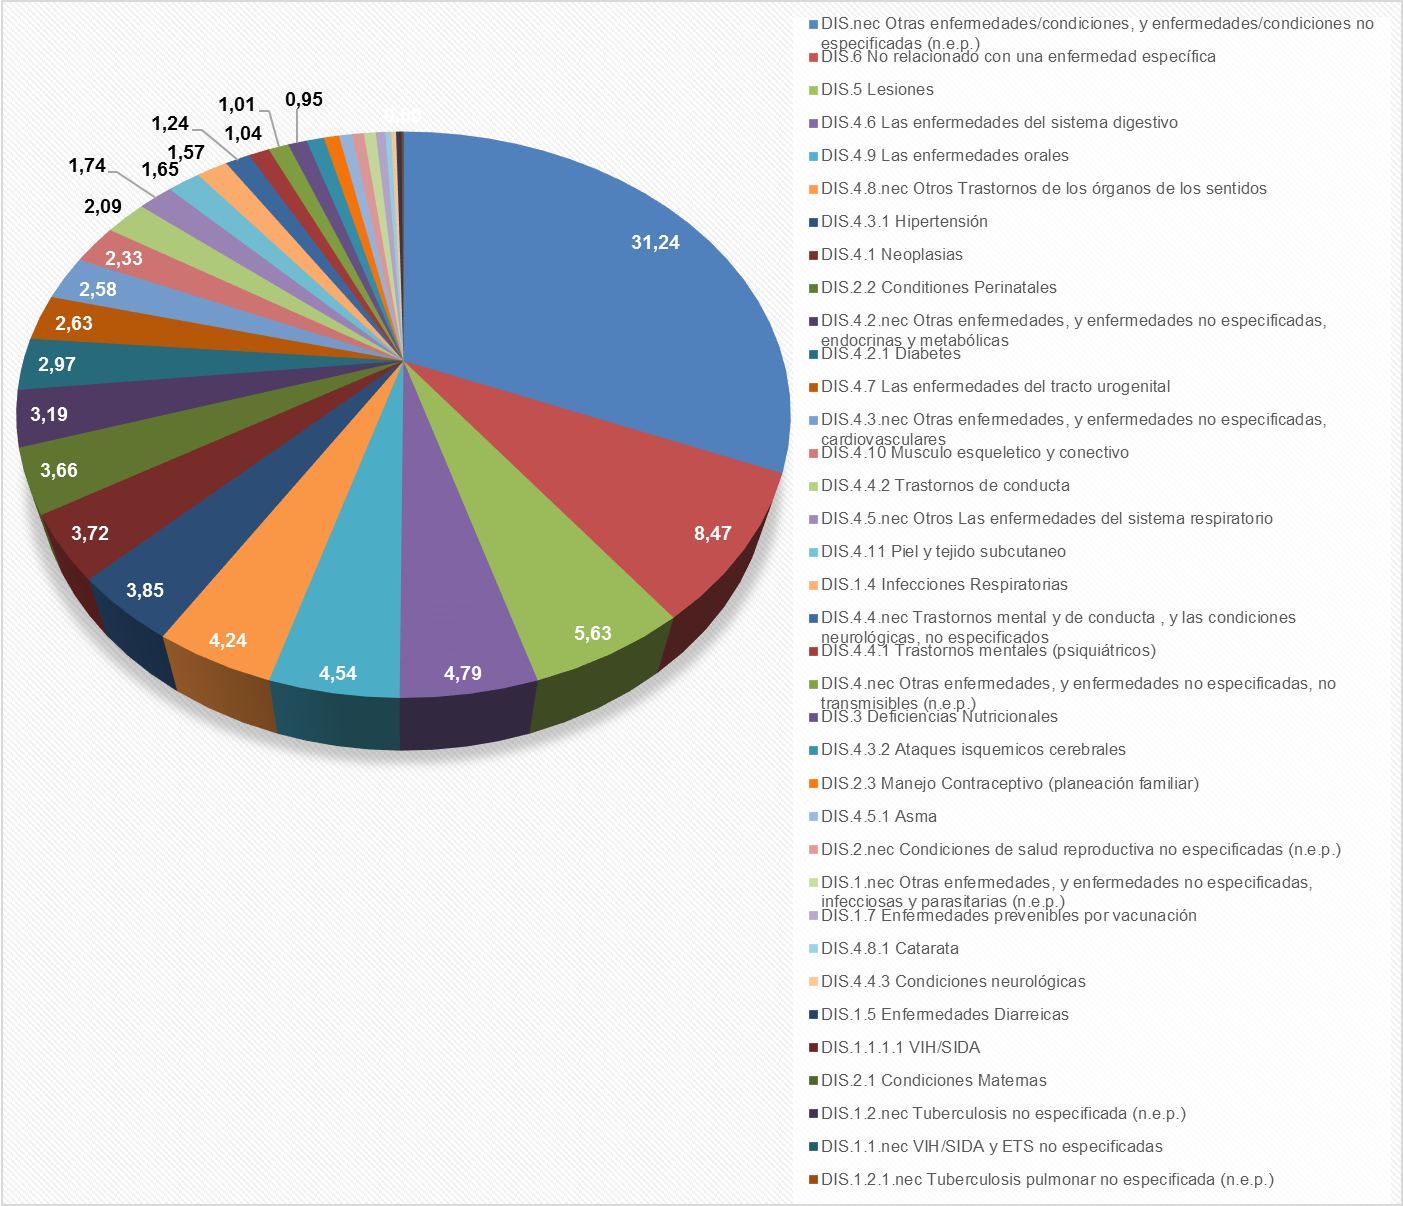 31,24
8,47
5,63
4,79
4,54
4,24
3,85
3,72
3,66
3,19
2,97
2,63
2,58
2,33
2,09
1,74
1,65
1,57
1,24
1,04
1,01
0,95
DIS.nec Otras enfermedades/condiciones, y enfermedades/condiciones no
especificadas (n.e.p.)
DIS.6 No relacionado con una enfermedad específica
DIS.5 Lesiones
DIS.4.6 Las enfermedades del sistema digestivo
DIS.4.9 Las enfermedades orales
DIS.4.8.nec Otros Trastornos de los órganos de los sentidos
DIS.4.3.1 Hipertensión
DIS.4.1 Neoplasias
DIS.2.2 Conditiones Perinatales
DIS.4.2.nec Otras enfermedades, y enfermedades no especificadas,
endocrinas y metabólicas
DIS.4.2.1 Diabetes
DIS.4.7 Las enfermedades del tracto urogenital
DIS.4.3.nec Otras enfermedades, y enfermedades no especificadas,
cardiovasculares
DIS.4.10 Musculo esqueletico y conectivo
DIS.4.4.2 Trastornos de conducta
DIS.4.5.nec Otros Las enfermedades del sistema respiratorio
DIS.4.11 Piel y tejido subcutaneo
DIS.1.4 Infecciones Respiratorias
DIS.4.4.nec Trastornos mental y de conducta , y las condiciones
neurológicas, no especificados
DIS.4.4.1 Trastornos mentales (psiquiátricos)
DIS.4.nec Otras enfermedades, y enfermedades no especificadas, no
transmisibles (n.e.p.)
DIS.3 Deficiencias Nutricionales
DIS.4.3.2 Ataques isquemicos cerebrales
DIS.2.3 Manejo Contraceptivo (planeación familiar)
DIS.4.5.1 Asma
DIS.2.nec Condiciones de salud reproductiva no especificadas (n.e.p.)
DIS.1.nec Otras enfermedades, y enfermedades no especificadas,
infecciosas y parasitarias (n.e.p.)
DIS.1.7 Enfermedades prevenibles por vacunación
DIS.4.8.1 Catarata
DIS.4.4.3 Condiciones neurológicas
DIS.1.5 Enfermedades Diarreicas
DIS.1.1.1.1 VIH/SIDA
DIS.2.1 Condiciones Maternas
DIS.1.2.nec Tuberculosis no especificada (n.e.p.)
DIS.1.1.nec VIH/SIDA y ETS no especificadas
DIS.1.2.1.nec Tuberculosis pulmonar no especificada (n.e.p.)